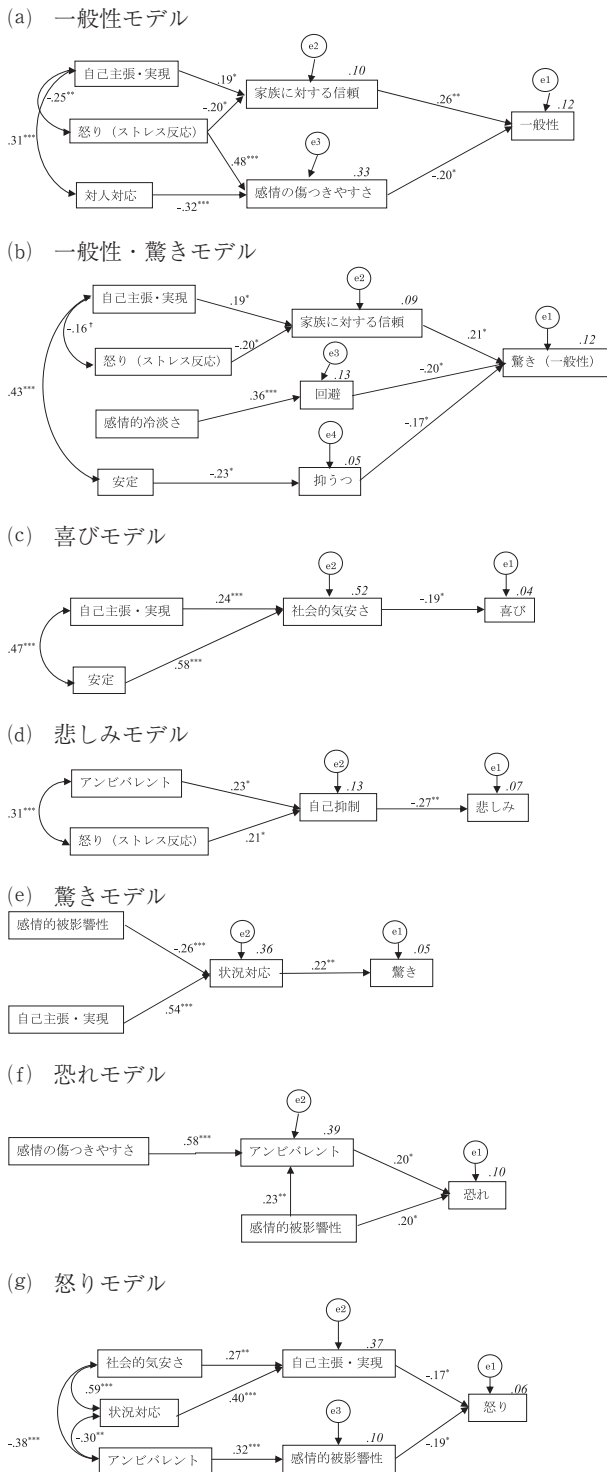 (a) 一般性モデル
e2
.10
e1
自己主張・実現
.19*
家族に対する信頼
.26**
.12
-.25**
-.20*
一般性
怒り（ストレス反応）
e3
.31***
.48***
.33
-.20*
対人対応
-.32***
感情の傷つきやすさ
(b) 一般性・驚きモデル
e2
.09
自己主張・実現
.19*
家族に対する信頼
e1
.21*
.12
-.16†
-.20*
e3
驚き（一般性）
怒り（ストレス反応）
.13
-.20*
.43***
.36***
回避
感情的冷淡さ
e4
-.17*
.05
安定
-.23*
抑うつ
(c) 喜びモデル
e2
e1
.24***
.52
.04
自己主張・実現
社会的気安さ
-.19*
喜び
.47***
.58***
安定
(d) 悲しみモデル
e2
e1
アンビバレント
.23*
.13
.07
.31***
自己抑制
-.27**
悲しみ
怒り（ストレス反応）
.21*
(e) 驚きモデル
感情的被影響性
e2
e1
-.26***
.36
.05
状況対応
.22**
驚き
自己主張・実現
.54***
(f) 恐れモデル
e2
.39
感情の傷つきやすさ
.58***
アンビバレント
e1
.20*
.10
.23**
恐れ
感情的被影響性
.20*
(g) 怒りモデル
e2
.37
社会的気安さ
.27**
自己主張・実現
e1
.59***
-.17*
.06
状況対応
.40***
e3
怒り
-.38***
-.30**
.10
アンビバレント
.32***
感情的被影響性
-.19*